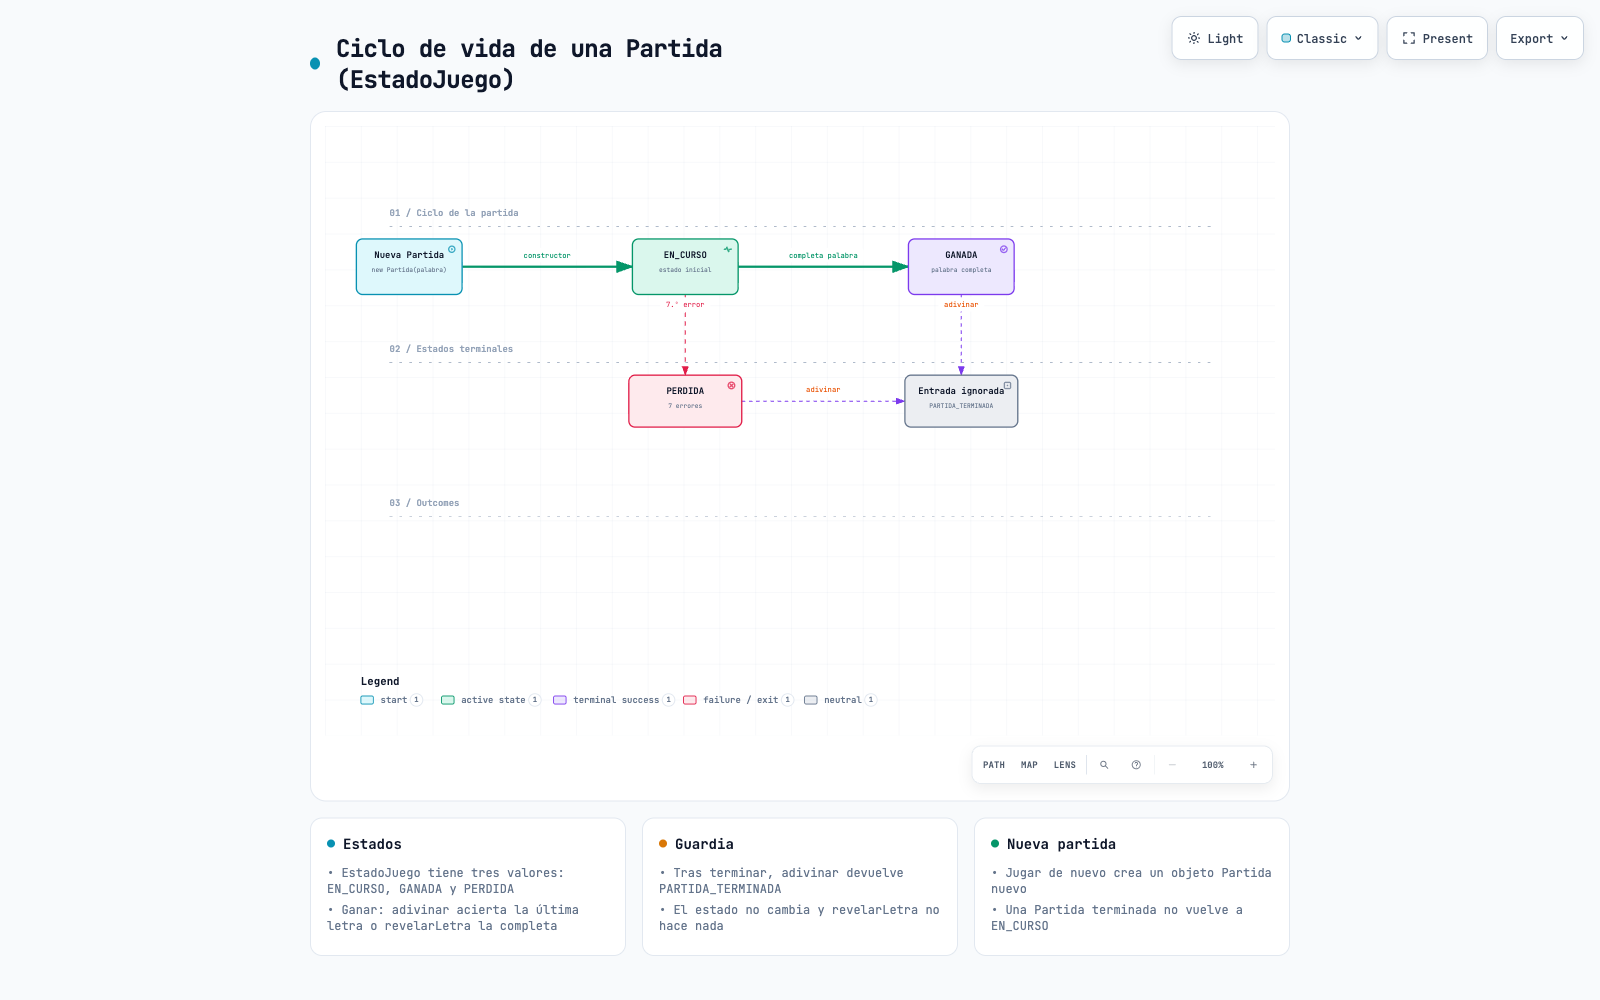 Ciclo de vida de una Partida
(EstadoJuego)
Light
Classic
Present
Export
01 / Ciclo de la partida
Nueva Partida
new Partida(palabra)
constructor
EN_CURSO
estado inicial
completa palabra
GANADA
palabra completa
7.º error
adivinar
02 / Estados terminales
PERDIDA
7 errores
adivinar
Entrada ignorada
PARTIDA_TERMINADA
03 / Outcomes
Legend
start 1
active state 1
terminal success 1
failure / exit 1
neutral 1
PATH MAP LENS 100%
Estados
• EstadoJuego tiene tres valores:
EN_CURSO, GANADA y PERDIDA
• Ganar: adivinar acierta la última
letra o revelarLetra la completa
Guardia
• Tras terminar, adivinar devuelve
PARTIDA_TERMINADA
• El estado no cambia y revelarLetra no
hace nada
Nueva partida
• Jugar de nuevo crea un objeto Partida
nuevo
• Una Partida terminada no vuelve a
EN_CURSO